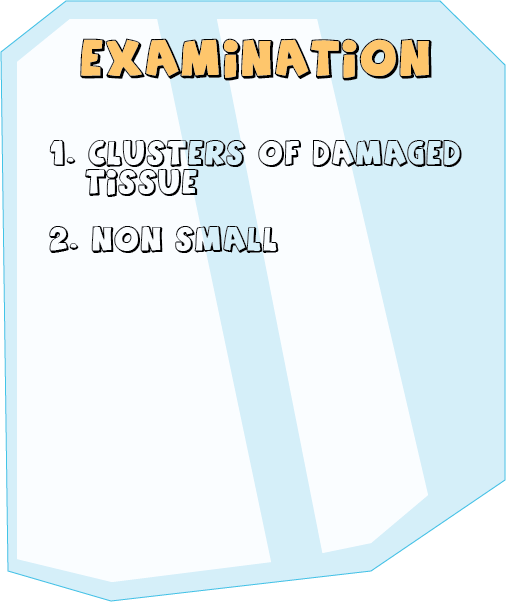 EXAMINATION
1. CLUSTERS OF DAMAGED
TISSUE
2. NON SMALL